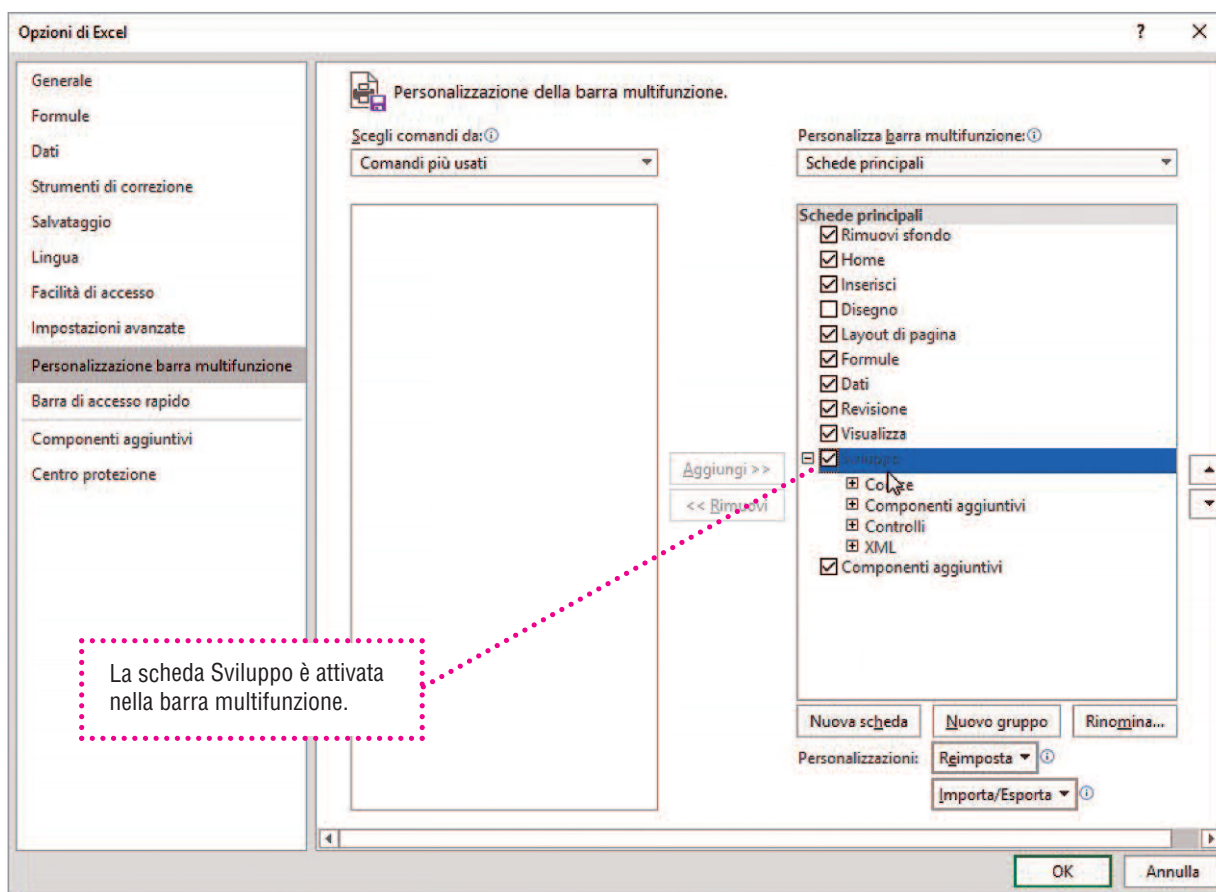 Opzioni di Excel
?
Generale
Formule
Dati
Strumenti di correzione
Salvataggio
Lingua
Facilità di accesso
Impostazioni avanzate
Personalizzazione barra multifunzione
Barra di accesso rapido
Componenti aggiuntivi
Centro protezione
Personalizzazione della barra multifunzione.
Scegli comandi da:
Comandi più usati
Aggiungi >>
<< Rimuovi
Personalizza barra multifunzione:
Schede principali
Schede principali
Rimuovi sfondo
Home
Inserisci
Disegno
Layout di pagina
Formule
Dati
Revisione
Visualizza
Sviluppo
Componenti aggiuntivi
Controlli
XML
Componenti aggiuntivi
Nuova scheda
Nuovo gruppo
Rinomina...
Personalizzazioni:
Reimposta
Importa/Esporta
La scheda Sviluppo è attivata
nella barra multifunzione.
OK
Annulla